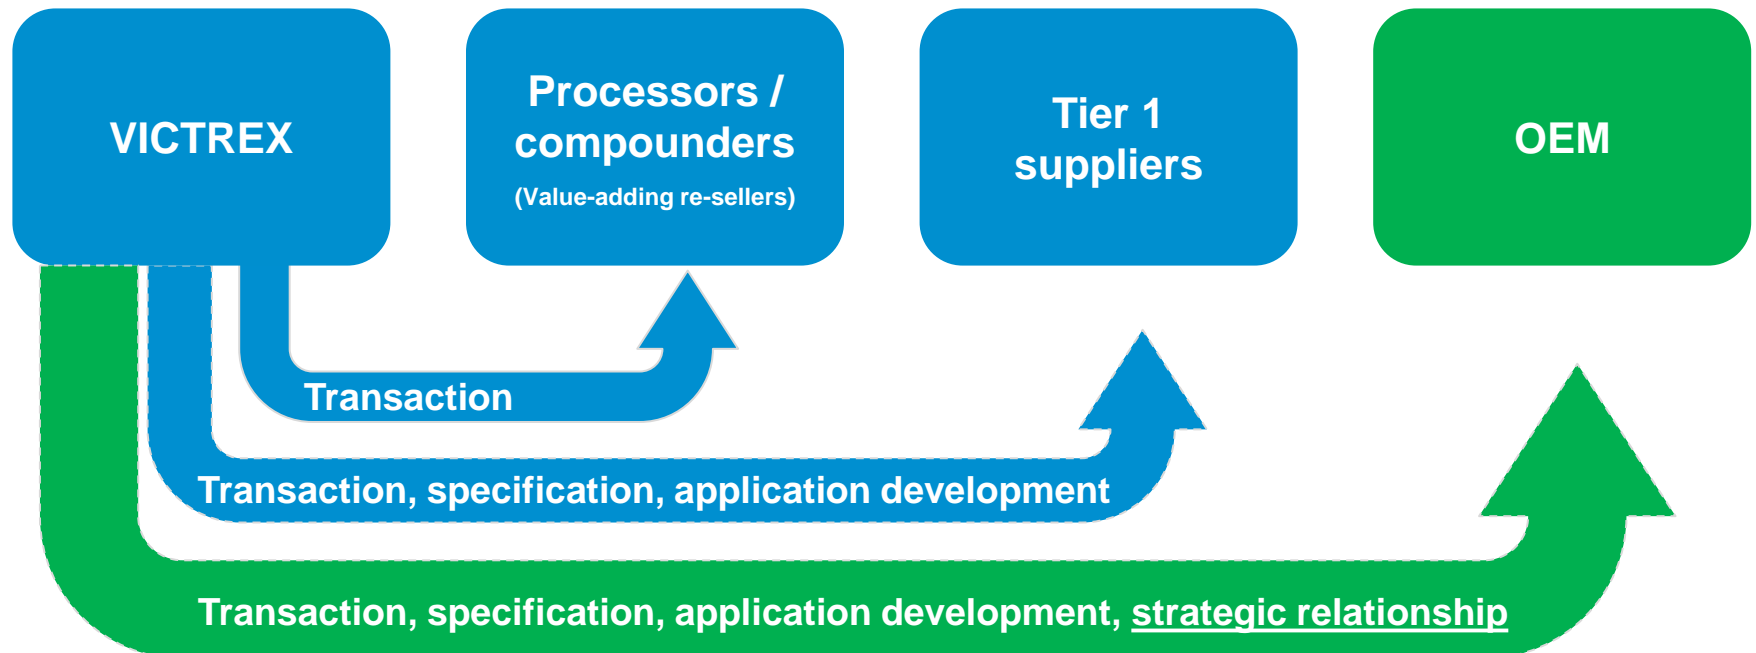 VICTREX
Processors /
compounders
(Value-adding re-sellers)
Tier 1
suppliers
OEM
Transaction
Transaction, specification, application development
Transaction, specification, application development, strategic relationship